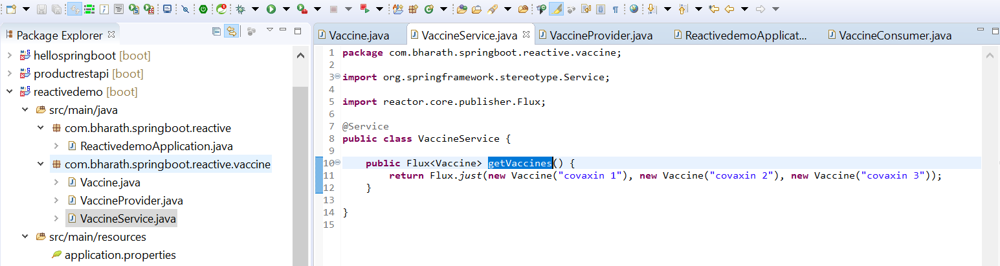 Package Explorer
hellospringboot [boot]
productrestapi [boot]
reactivedemo [boot]
src/main/java
com.bharath.springboot.reactive
ReactivedemoApplication.java
com.bharath.springboot.reactive.vaccine
Vaccine.java
VaccineProvider.java
VaccineService.java
src/main/resources
application.properties
Vaccine.java VaccineService.java VaccineProvider.java ReactivedemoApplicat... VaccineConsumer.java
1 package com.bharath.springboot.reactive.vaccine;
2
3 import org.springframework.stereotype.Service;
4
5 import reactor.core.publisher.Flux;
6
7 @Service
8 public class VaccineService {
9
10 public Flux<Vaccine> getVaccines() {
11 return Flux.just(new Vaccine("covaxin 1"), new Vaccine("covaxin 2"), new Vaccine("covaxin 3"));
12 }
13
14 }
15